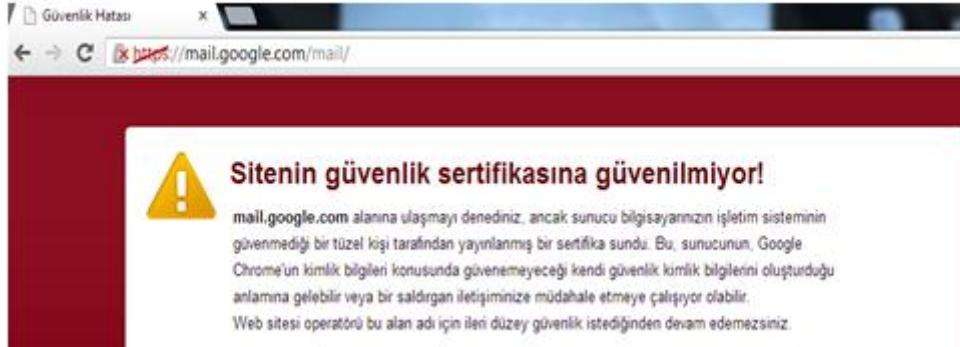 Güvenlik Hatası
https://mail.google.com/mail/
Sitenin güvenlik sertifikasına güvenilmiyor!
mail.google.com alanına ulaşmayı denediniz, ancak sunucu bilgisayarınızın işletim sisteminin
güvenmediği bir tüzel kişi tarafından yayınlanmış bir sertifika sundu. Bu, sunucunun, Google
Chrome'un kimlik bilgileri konusunda güvenemeyeceği kendi güvenlik kimlik bilgilerini oluşturduğu
anlamına gelebilir veya bir saldırgan iletişiminize müdahale etmeye çalışıyor olabilir.
Web sitesi operatörü bu alan adı için ileri düzey güvenlik istediğinden devam edemezsiniz.